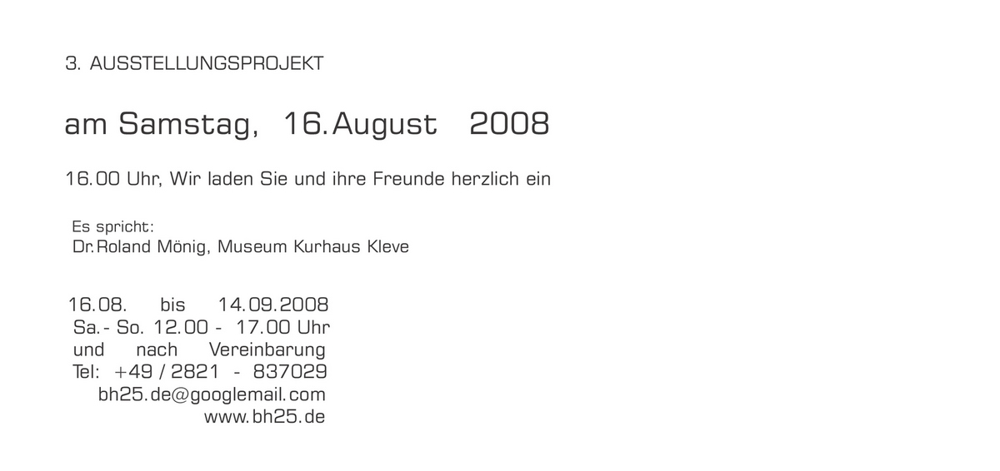 3. AUSSTELLUNGSPROJEKT
am Samstag, 16.August 2008
16.00 Uhr, Wir laden Sie und ihre Freunde herzlich ein
Es spricht:
Dr.Roland Mönig, Museum Kurhaus Kleve
16.08. bis 14.09.2008
Sa.- So. 12.00 - 17.00 Uhr
und nach Vereinbarung
Tel: +49 / 2821 - 837029
bh25.de@googlemail.com
www.bh25.de